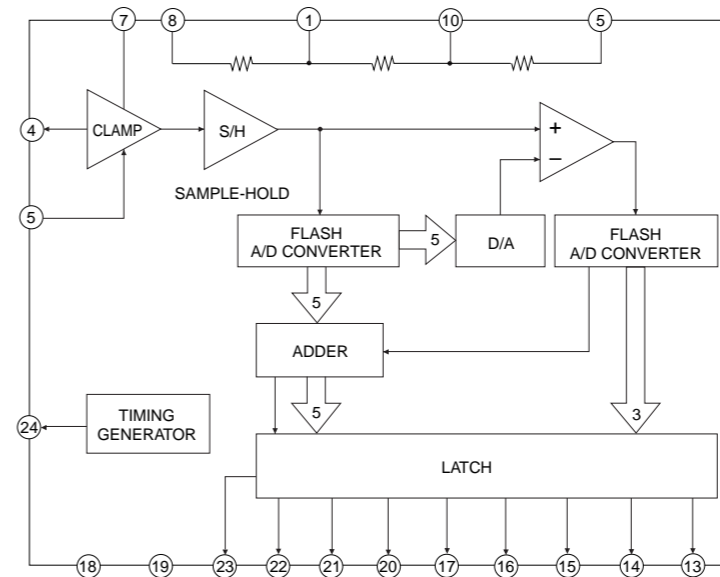 7 8 1 10 5
4 CLAMP S/H + −
5 SAMPLE-HOLD
FLASH
A/D CONVERTER
5
D/A
FLASH
A/D CONVERTER
5
ADDER
24
TIMING
GENERATOR
5
3
LATCH
18 19 23 22 21 20 17 16 15 14 13